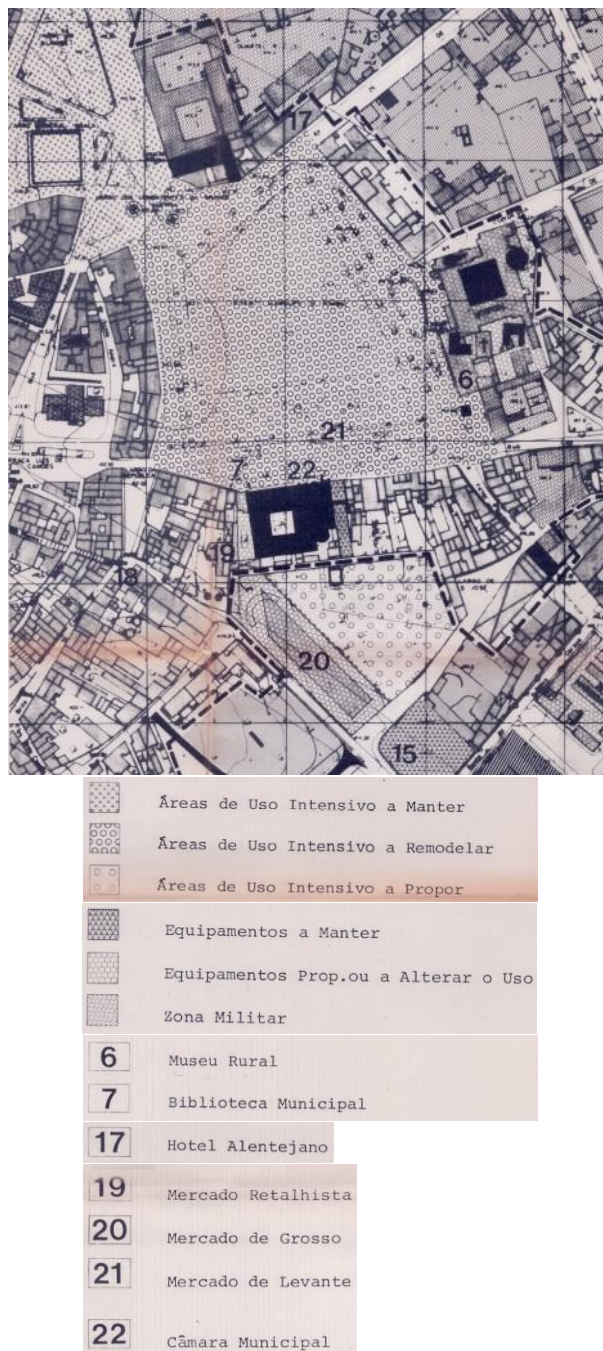 17
6
21
7
22
19
18
20
15
Áreas de Uso Intensivo a Manter
Áreas de Uso Intensivo a Remodelar
Áreas de Uso Intensivo a Propor
Equipamentos a Manter
Equipamentos Prop.ou a Alterar o Uso
Zona Militar
6 Museu Rural
7 Biblioteca Municipal
17 Hotel Alentejano
19 Mercado Retalhista
20 Mercado de Grosso
21 Mercado de Levante
22 Câmara Municipal